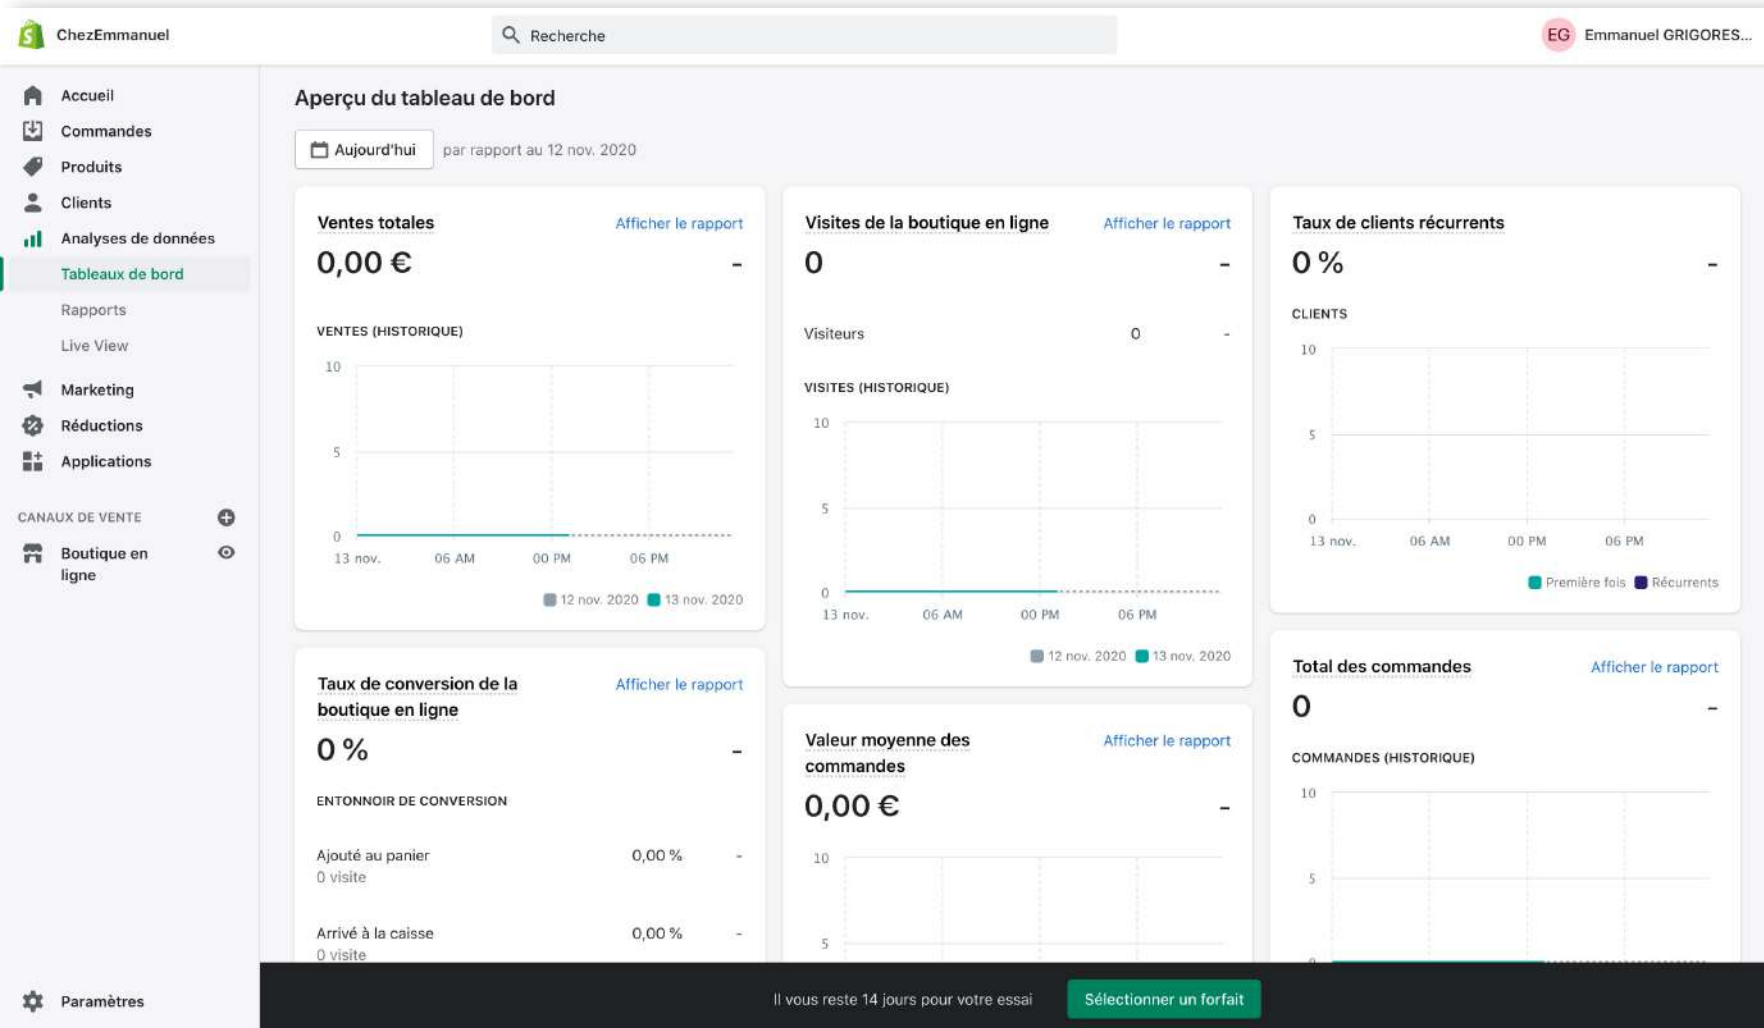 ChezEmmanuel
Recherche
EG
Emmanuel GRIGORES...
Accueil
Commandes
Produits
Clients
Analyses de données
Tableaux de bord
Rapports
Live View
Marketing
Réductions
Applications
CANAUX DE VENTE
Boutique en
ligne
Paramètres
Aperçu du tableau de bord
Aujourd'hui
par rapport au 12 nov. 2020
Ventes totales
Afficher le rapport
0,00 €
-
VENTES (HISTORIQUE)
10
5
0
13 nov.
06 AM
00 PM
06 PM
12 nov. 2020
13 nov. 2020
Taux de conversion de la
boutique en ligne
Afficher le rapport
0 %
-
ENTONNOIR DE CONVERSION
Ajouté au panier
0,00 %
-
0 visite
Arrivé à la caisse
0,00 %
-
0 visite
Visites de la boutique en ligne
Afficher le rapport
0
-
Visiteurs
0
-
VISITES (HISTORIQUE)
10
5
0
13 nov.
06 AM
00 PM
06 PM
12 nov. 2020
13 nov. 2020
Valeur moyenne des
commandes
Afficher le rapport
0,00 €
-
10
5
Taux de clients récurrents
0 %
-
CLIENTS
10
5
0
13 nov.
06 AM
00 PM
06 PM
Première fois
Récurrents
Total des commandes
Afficher le rapport
0
-
COMMANDES (HISTORIQUE)
10
5
0
Il vous reste 14 jours pour votre essai
Sélectionner un forfait